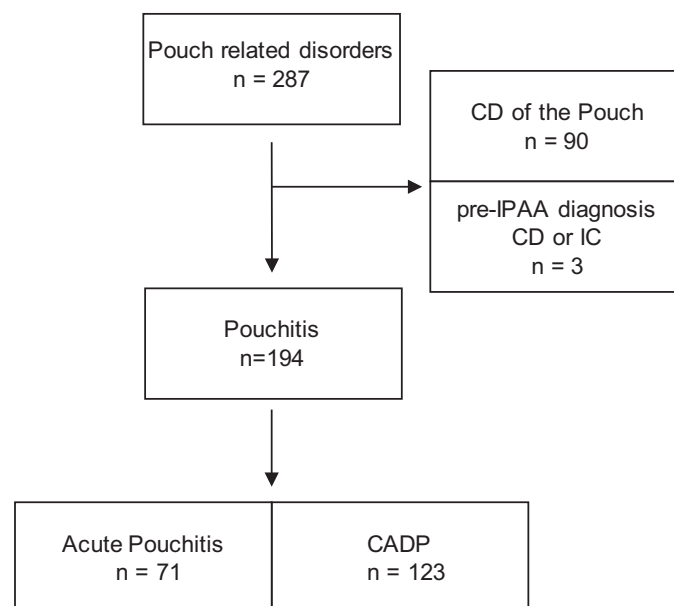 Pouch related disorders
n = 287
CD of the Pouch
n = 90
pre-IPAA diagnosis
CD or IC
n = 3
Pouchitis
n=194
Acute Pouchitis
n = 71
CADP
n = 123